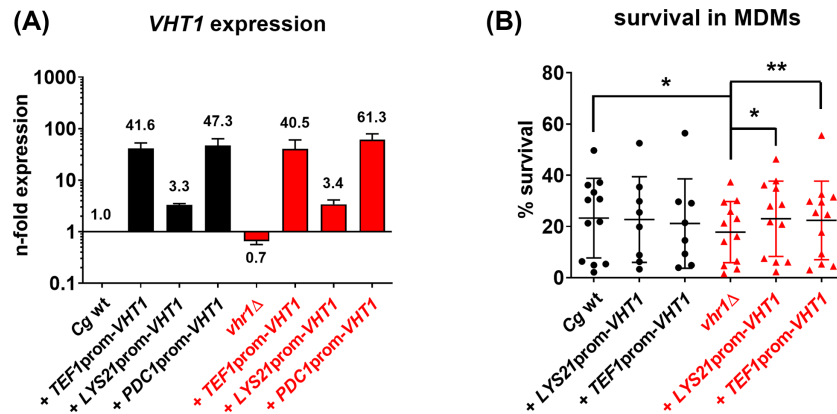 (A)
VHT1 expression
n-fold expression
1000
100
10
1
0.1
1.0
41.6
3.3
47.3
0.7
40.5
3.4
61.3
Cg wt
+ TEF1prom-VHT1
+ LYS21prom-VHT1
+ PDC1prom-VHT1
vhr1Δ
+ TEF1prom-VHT1
+ LYS21prom-VHT1
+ PDC1prom-VHT1
(B)
survival in MDMs
% survival
80
60
40
20
0
*
**
*
Cg wt
+ LYS21prom-VHT1
+ TEF1prom-VHT1
vhr1Δ
+ LYS21prom-VHT1
+ TEF1prom-VHT1